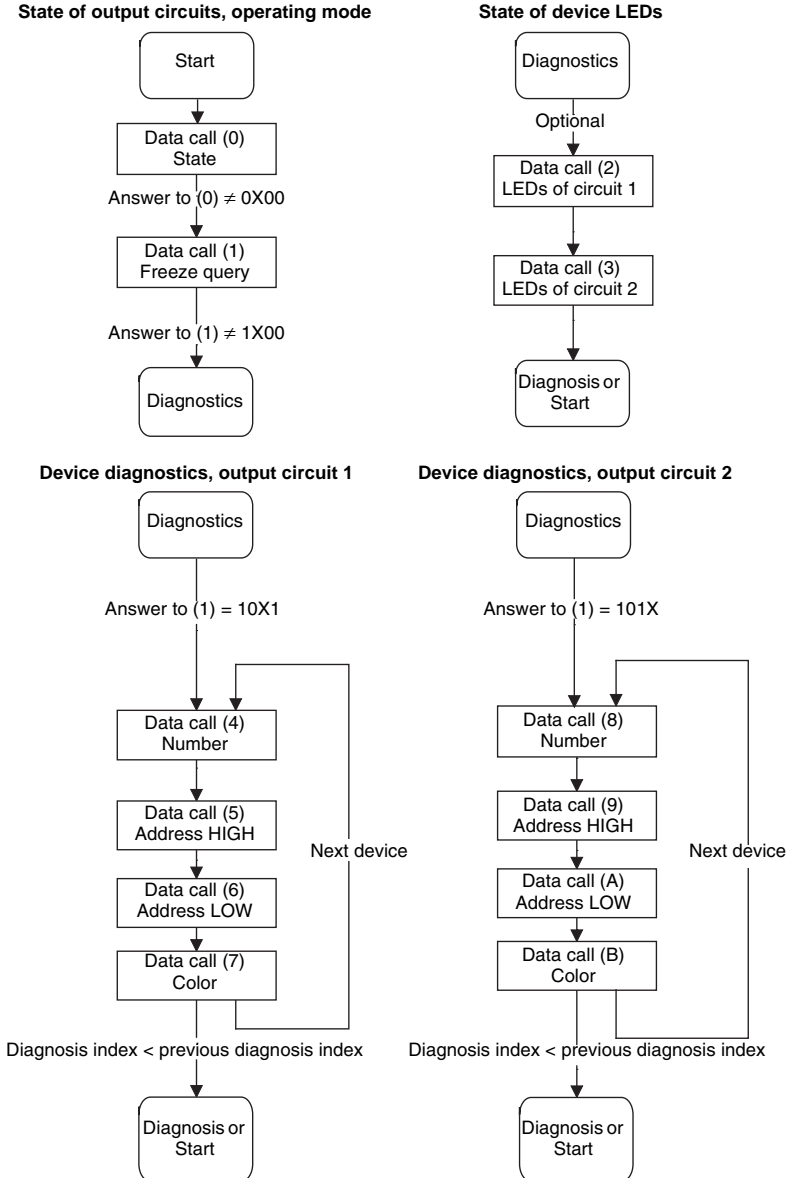 State of output circuits, operating mode
Start
Data call (0)
State
Answer to (0) ≠ 0X00
Data call (1)
Freeze query
Answer to (1) ≠ 1X00
Diagnostics
State of device LEDs
Diagnostics
Optional
Data call (2)
LEDs of circuit 1
Data call (3)
LEDs of circuit 2
Diagnosis or
Start
Device diagnostics, output circuit 1
Diagnostics
Answer to (1) = 10X1
Data call (4)
Number
Data call (5)
Address HIGH
Next device
Data call (6)
Address LOW
Data call (7)
Color
Diagnosis index < previous diagnosis index
Diagnosis or
Start
Device diagnostics, output circuit 2
Diagnostics
Answer to (1) = 101X
Data call (8)
Number
Data call (9)
Address HIGH
Next device
Data call (A)
Address LOW
Data call (B)
Color
Diagnosis index < previous diagnosis index
Diagnosis or
Start